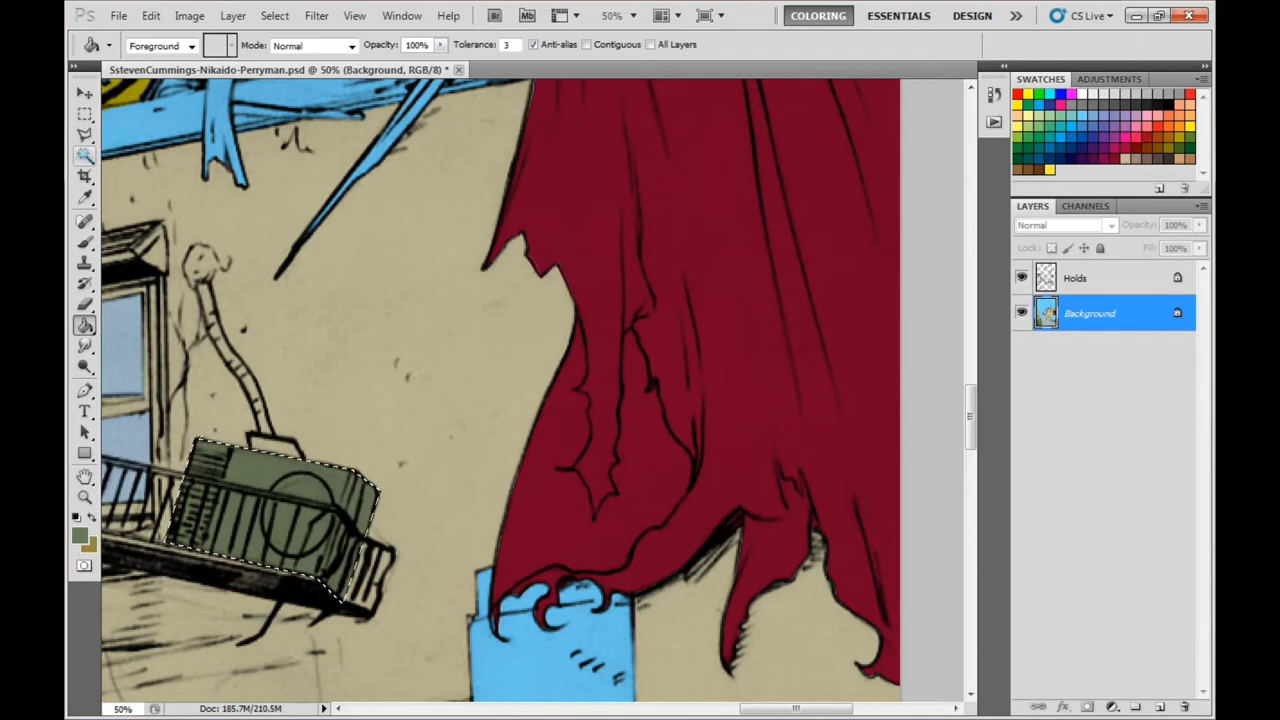 Ps File Edit Image Layer Select Filter View Window Help Br Mb 50% COLORING ESSENTIALS DESIGN CS Live
Foreground Mode: Normal Opacity: 100% Tolerance: 3 Anti-alias Contiguous All Layers
SstevenCummings-Nikaido-Perryman.psd @ 50% (Background, RGB/8) *
SWATCHES ADJUSTMENTS
LAYERS CHANNELS
Normal Opacity: 100%
Lock: Fill: 100%
Holds
Background
50% Doc: 185.7M/210.5M